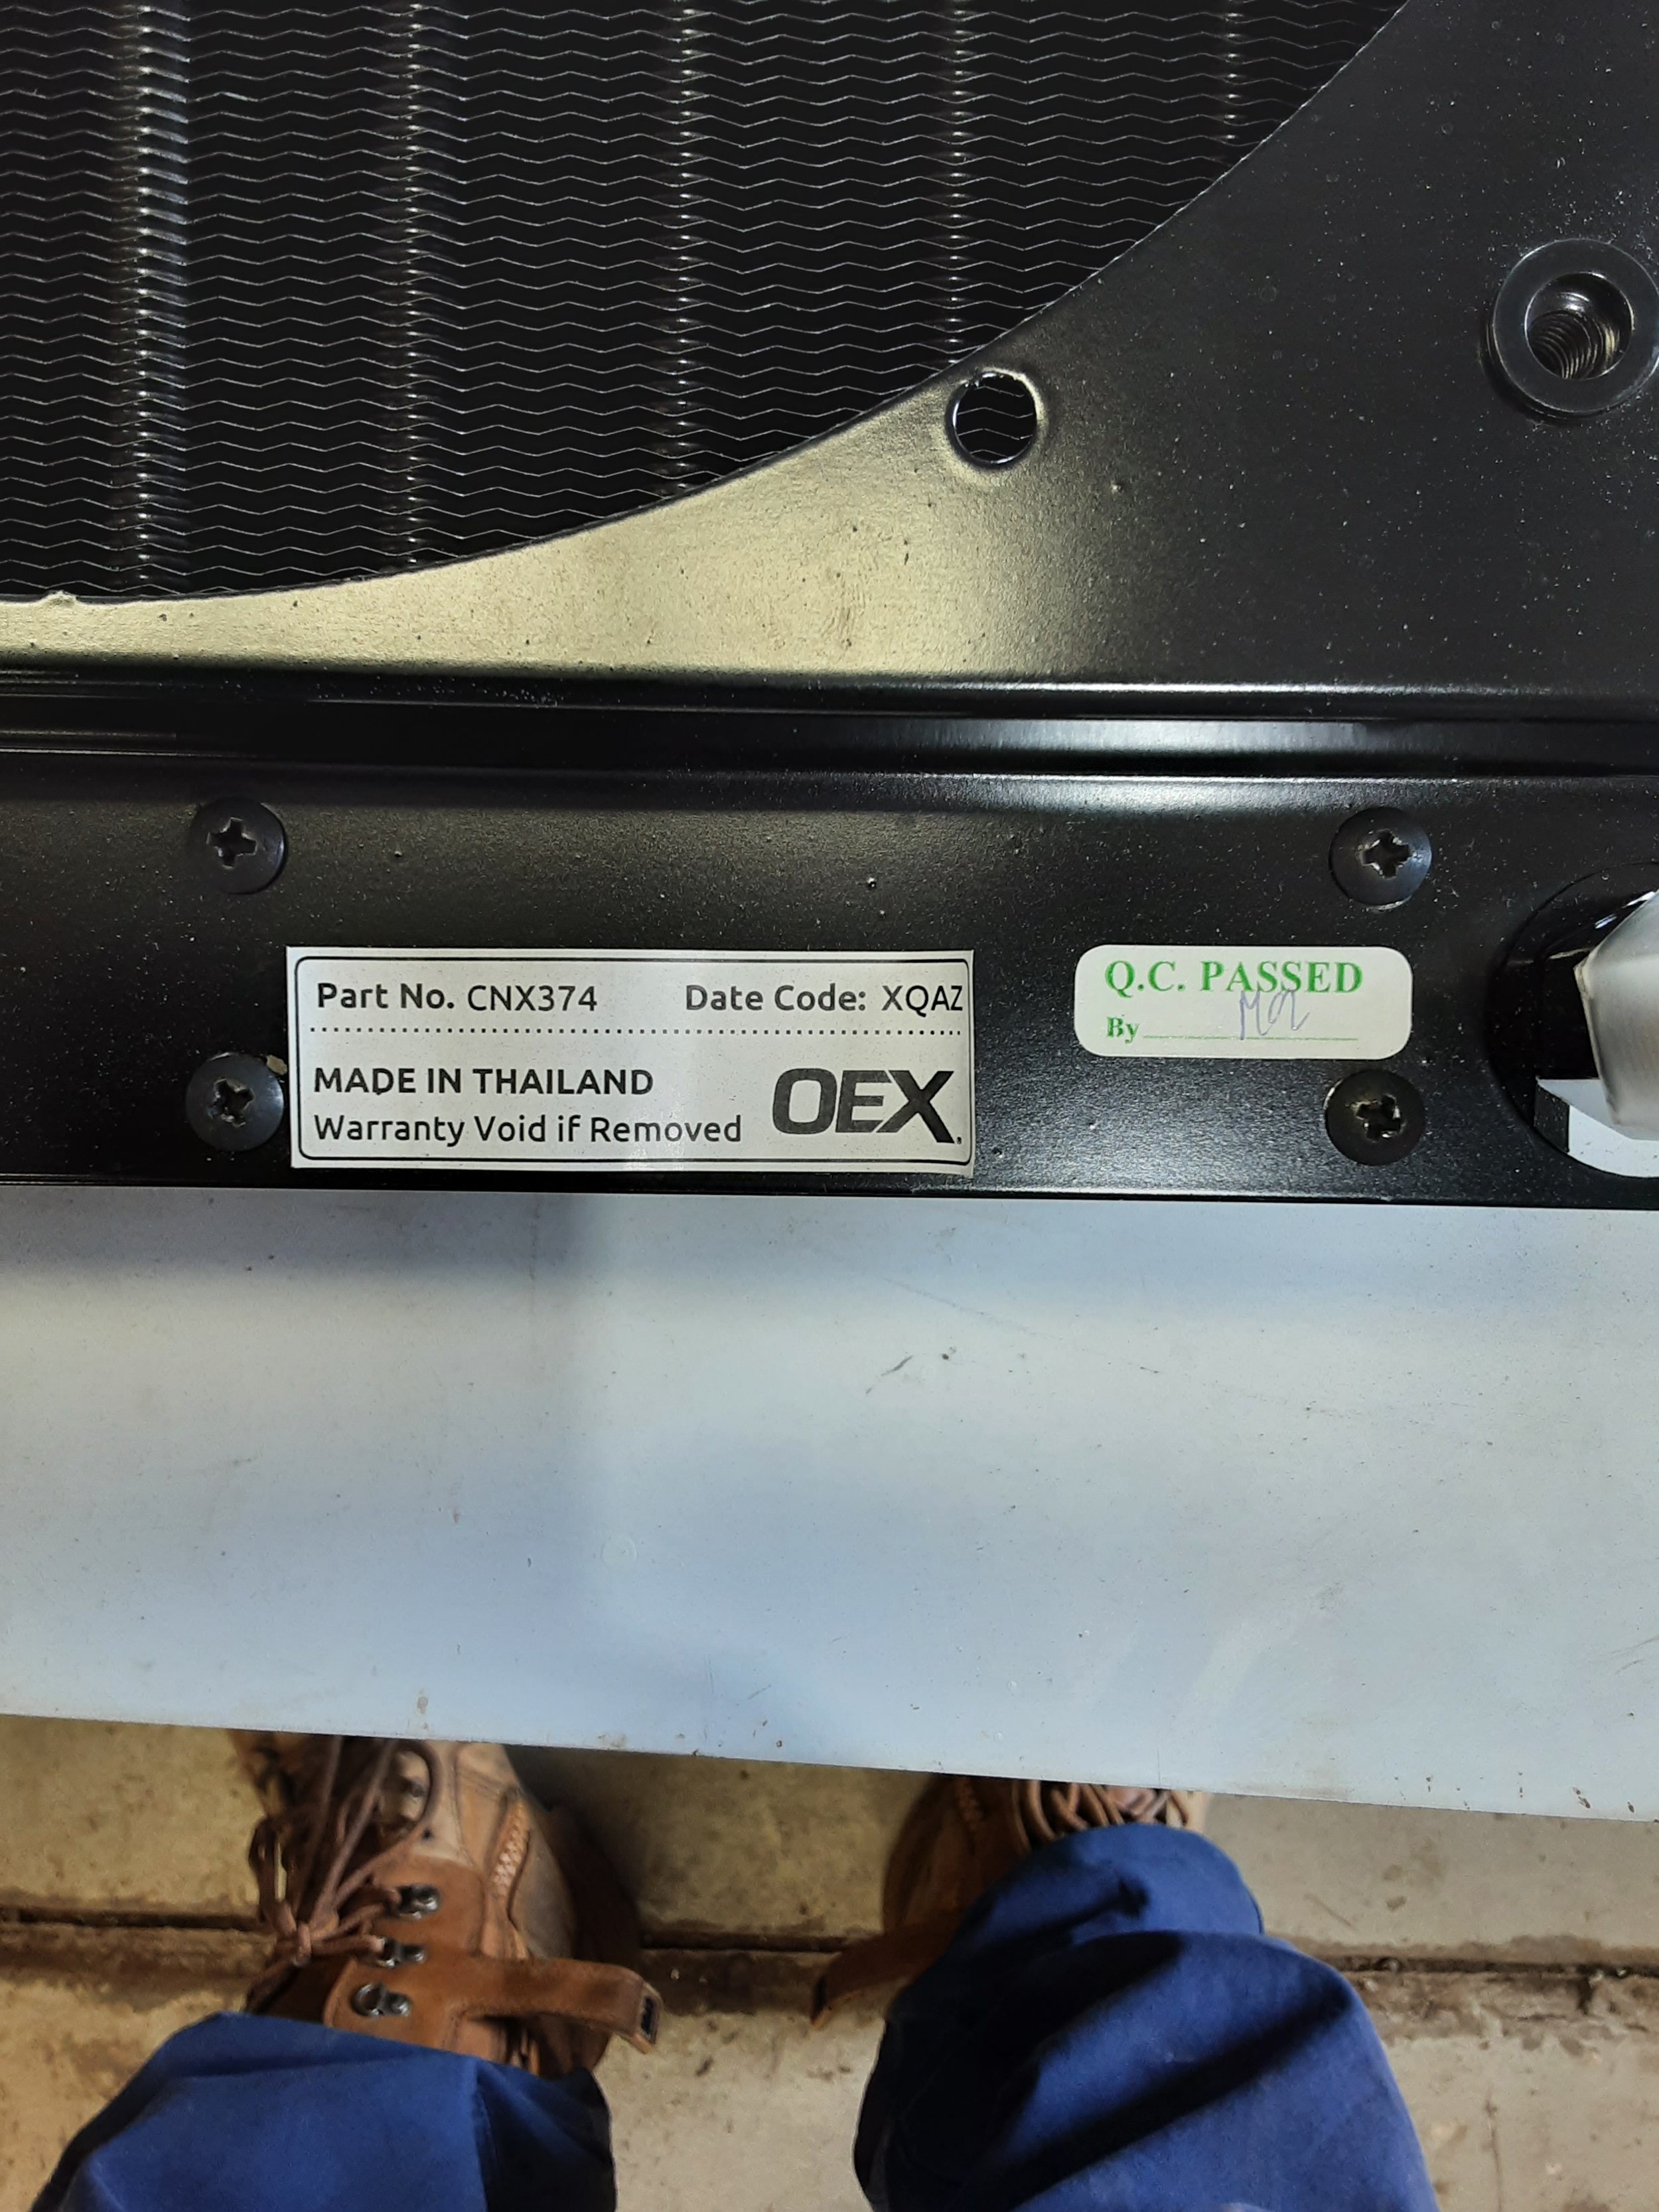 Part No. CNX374 Date Code: XQAZ
MADE IN THAILAND
Warranty Void if Removed
OEX
Q.C. PASSED
By